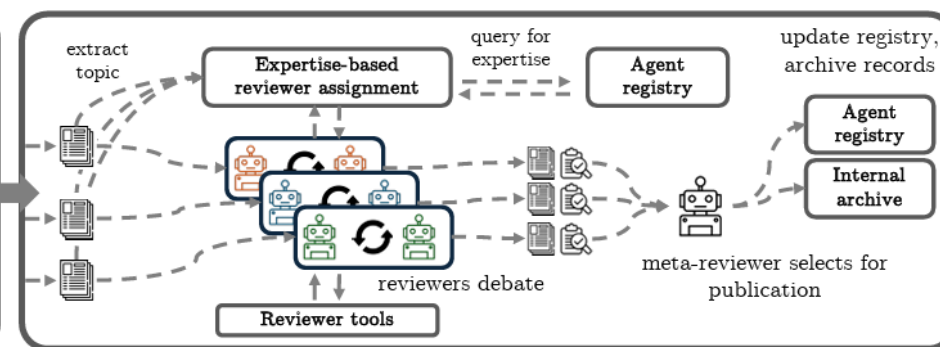 extract
topic
Expertise-based
reviewer assignment
query for
expertise
Agent
registry
update registry,
archive records
Agent
registry
Internal
archive
reviewers debate
meta-reviewer selects for
publication
Reviewer tools